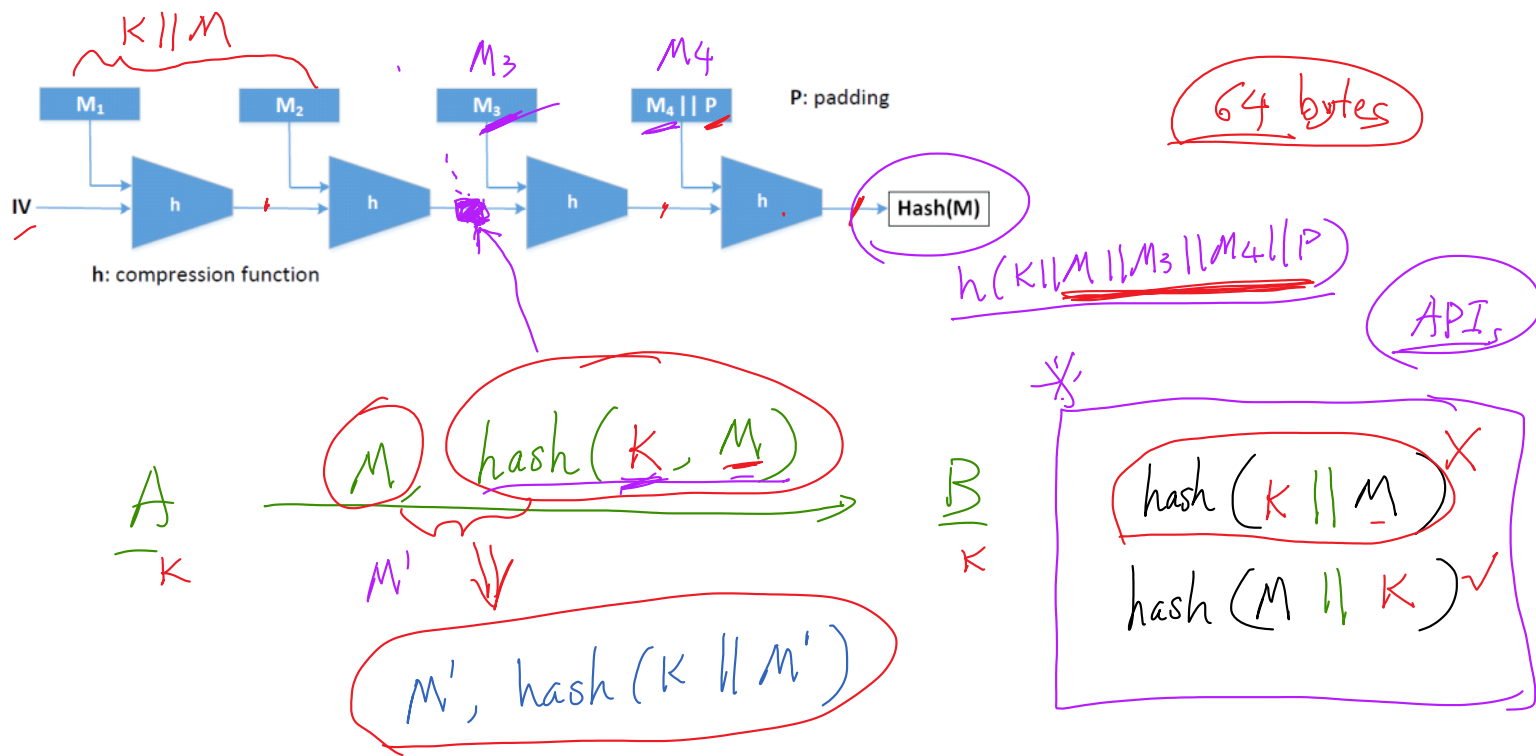 K||M
M3
M4
M₁
M₂
M₃
M₄ || P
P: padding
64 bytes
IV
h
h
h
h
Hash(M)
h: compression function
h(K||M||M3||M4||P)
APIs
M
hash(K, M)
A
K
B
K
M'
M', hash(K || M')
hash(K || M)
hash(M || K)